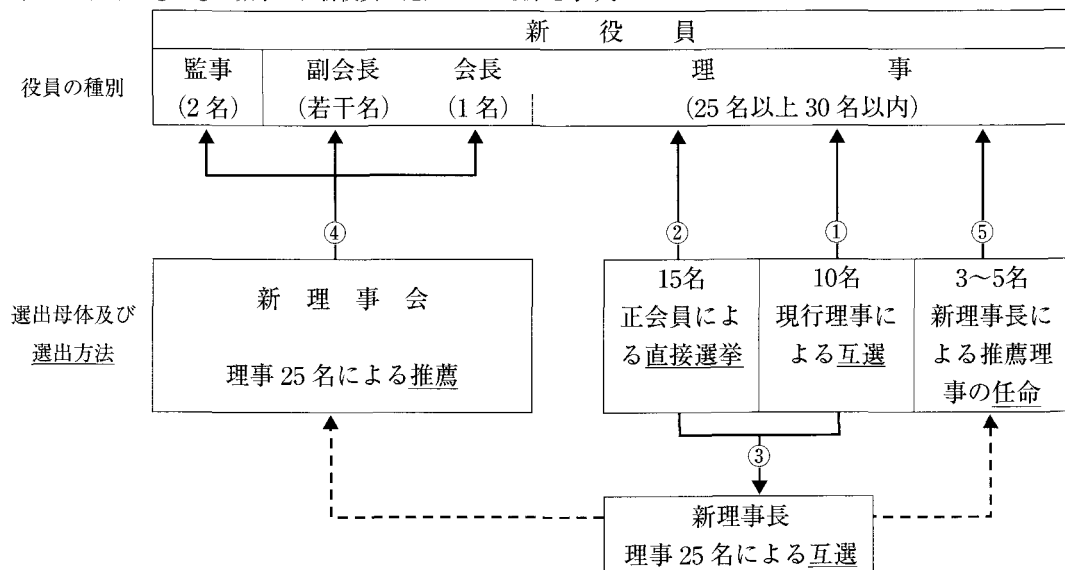 新役員
役員の種別
監事
(2名)
副会長
(若干名)
会長
(1名)
理事
(25名以上30名以内)
④
②
①
⑤
選出母体及び
選出方法
新理事会
理事25名による推薦
15名
正会員によ
る直接選挙
10名
現行理事に
よる互選
3〜5名
新理事長に
よる推薦理
事の任命
③
新理事長
理事25名による互選